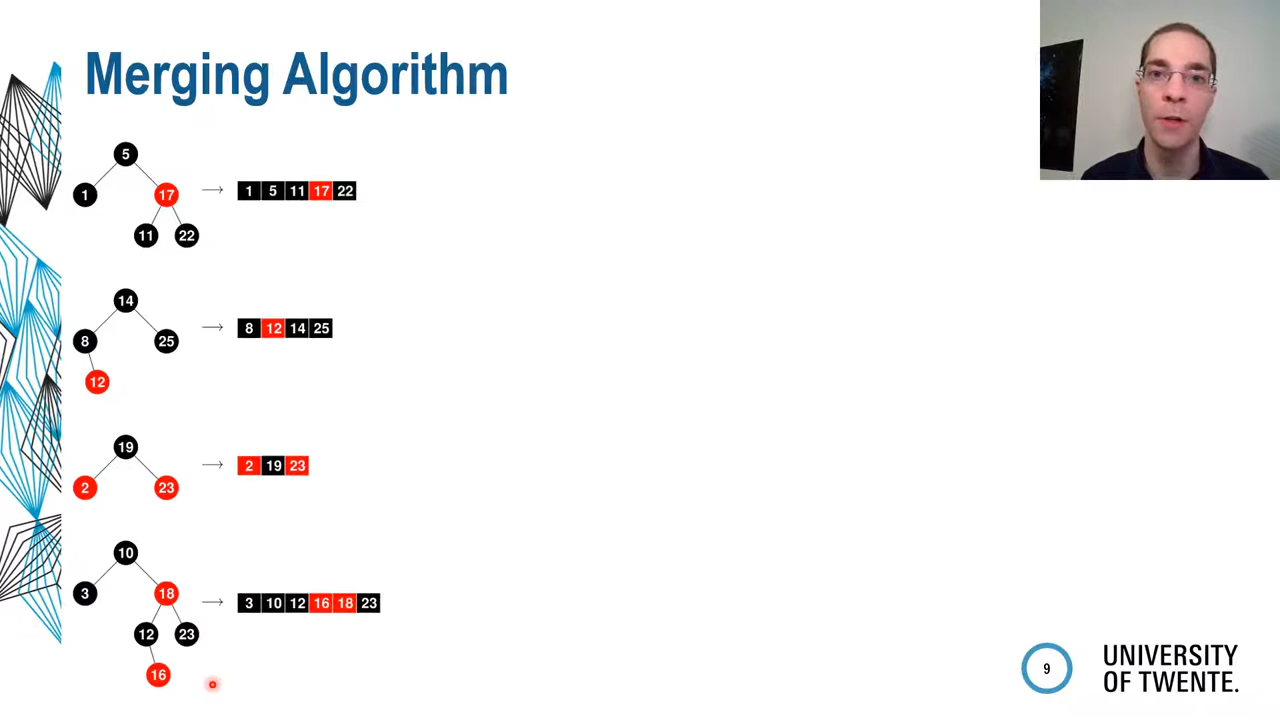 Merging Algorithm
5
1 17
11 22
1 5 11 17 22
14
8 25
12
8 12 14 25
19
2 23
2 19 23
10
3 18
12 23
16
3 10 12 16 18 23
9
UNIVERSITY
OF TWENTE.